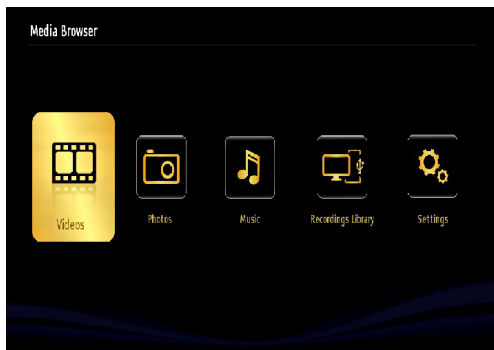 Media Browser
Videos
Photos
Music
Recordings Library
Settings